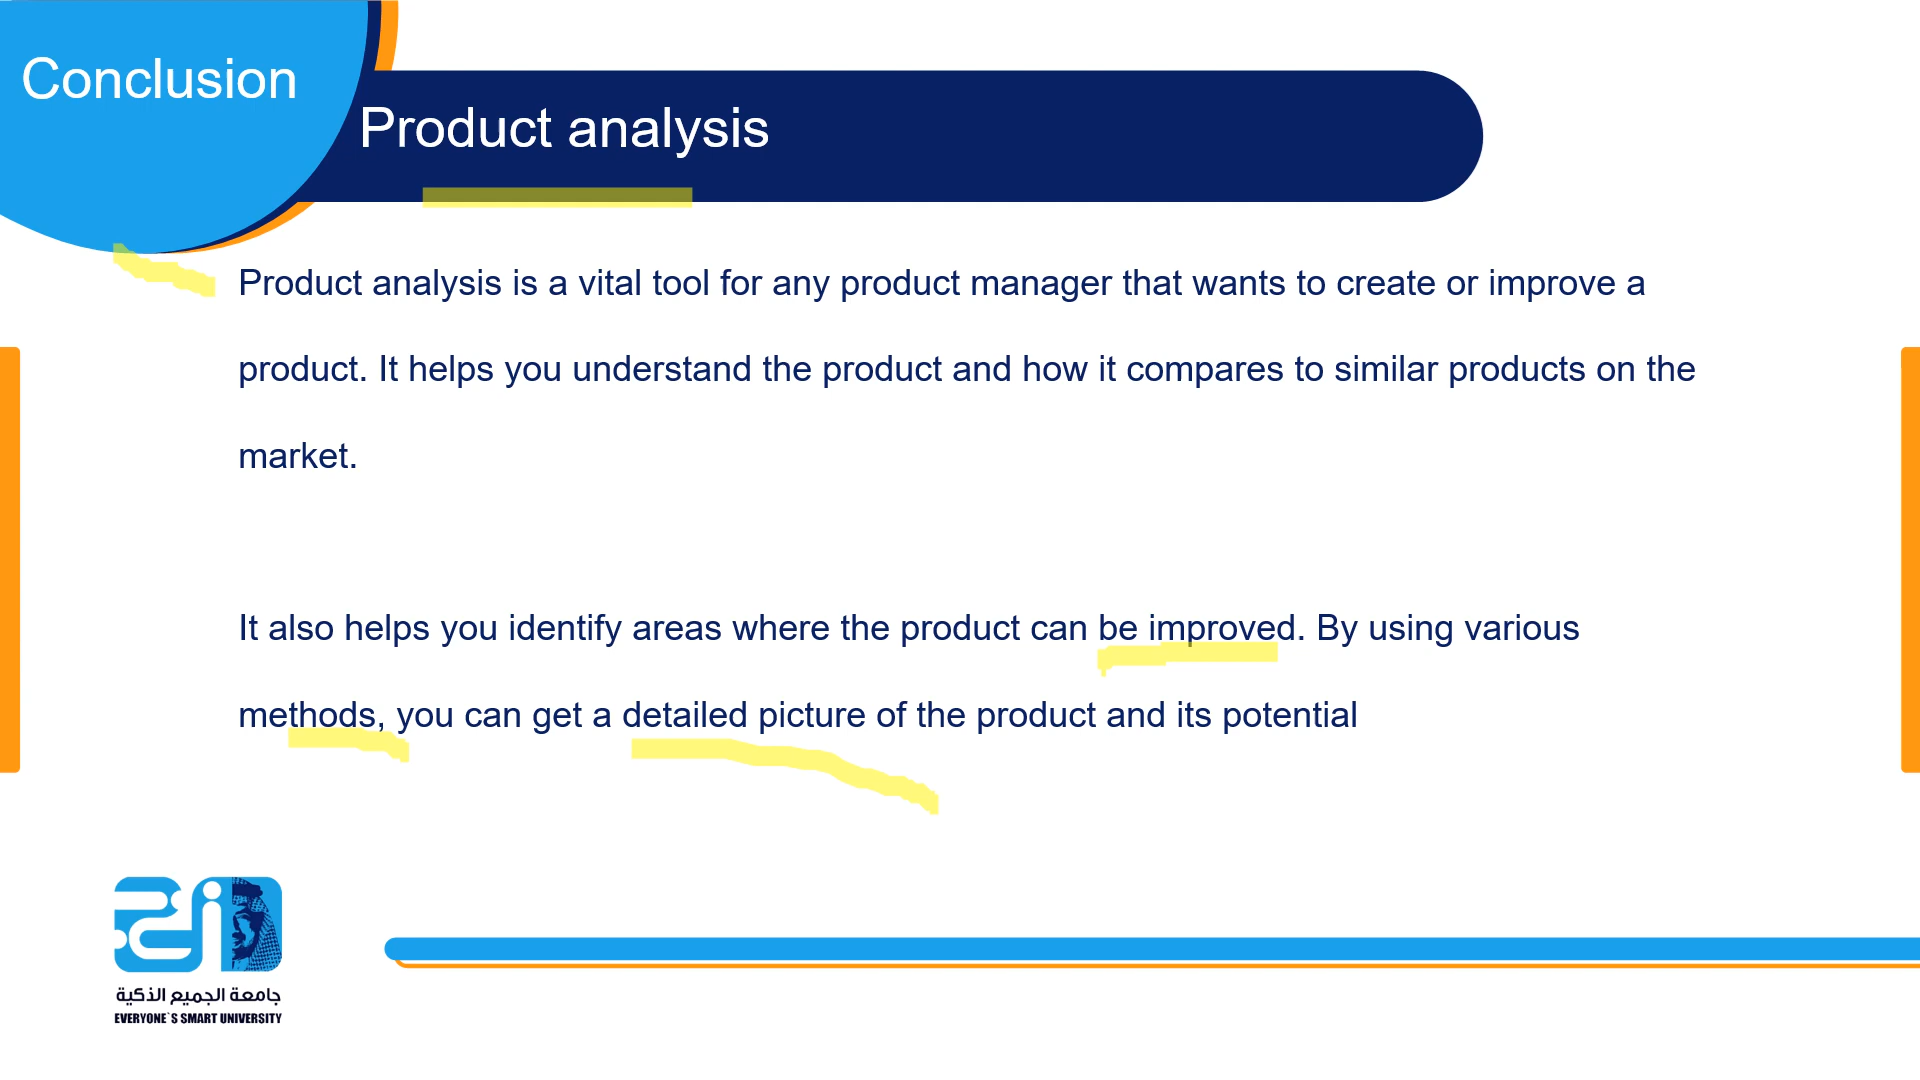 Conclusion
Product analysis
Product analysis is a vital tool for any product manager that wants to create or improve a
product. It helps you understand the product and how it compares to similar products on the
market.
It also helps you identify areas where the product can be improved. By using various
methods, you can get a detailed picture of the product and its potential
جامعة الجميع الذكية
EVERYONE`S SMART UNIVERSITY